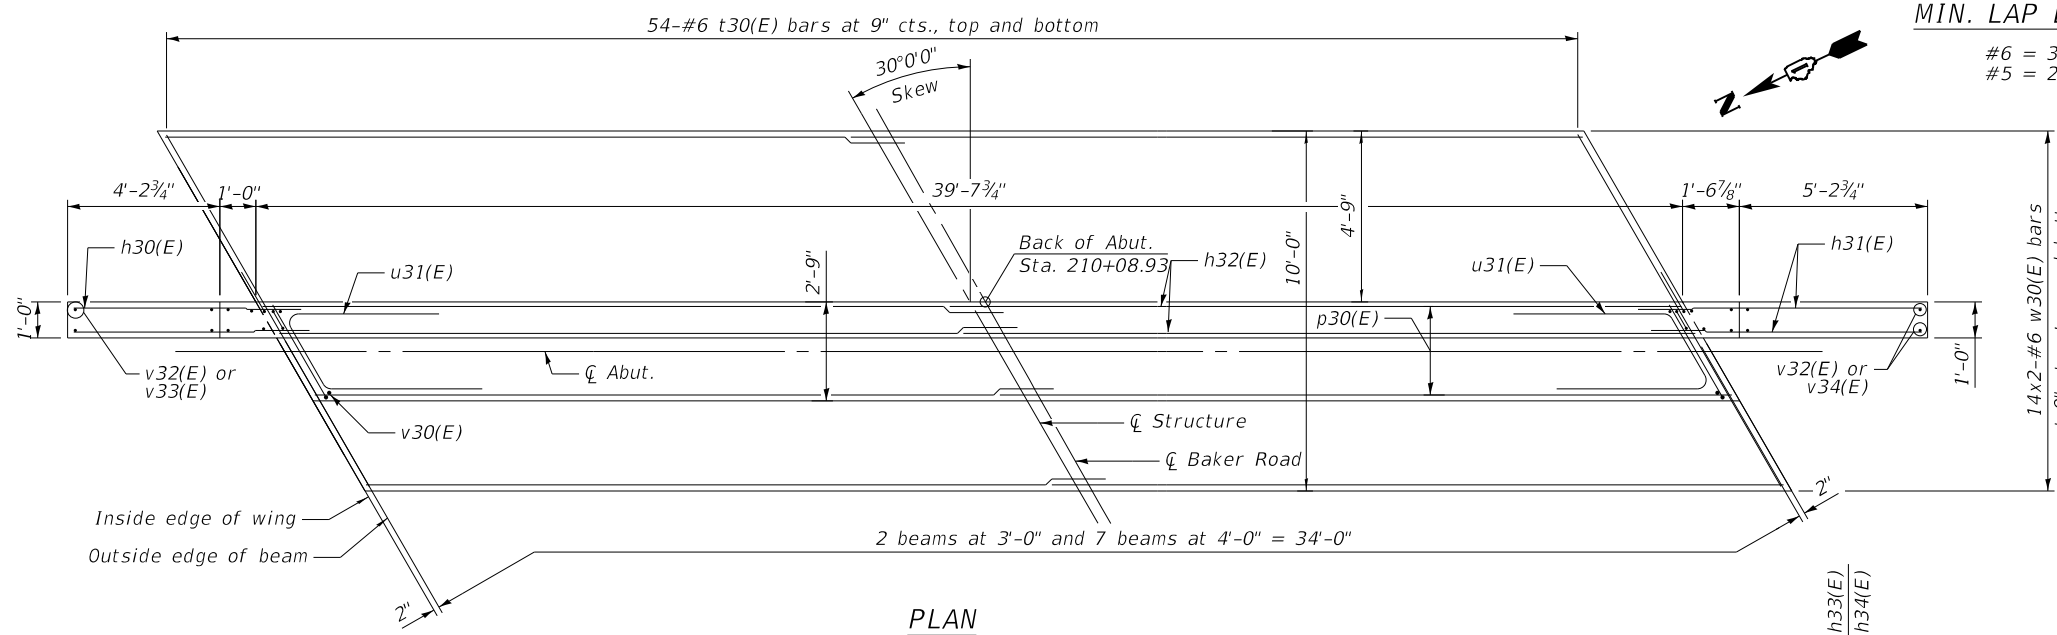 54-#6 t30(E) bars at 9" cts., top and bottom
MIN. LAP
#6 = 3
#5 = 2
30°0'0"
Skew
N
4'-2¾"
1'-0"
39'-7¾"
1'-6⅞"
5'-2¾"
4'-9"
10'-0"
2'-9"
h30(E)
u31(E)
Back of Abut.
Sta. 210+08.93
h32(E)
u31(E)
h31(E)
1'-0"
p30(E)
1'-0"
14x2-#6 w30(E) bars
v32(E) or
v33(E)
℄ Abut.
v32(E) or
v34(E)
v30(E)
℄ Structure
℄ Baker Road
Inside edge of wing
Outside edge of beam
2"
2 beams at 3'-0" and 7 beams at 4'-0" = 34'-0"
2"
h33(E)
h34(E)
PLAN